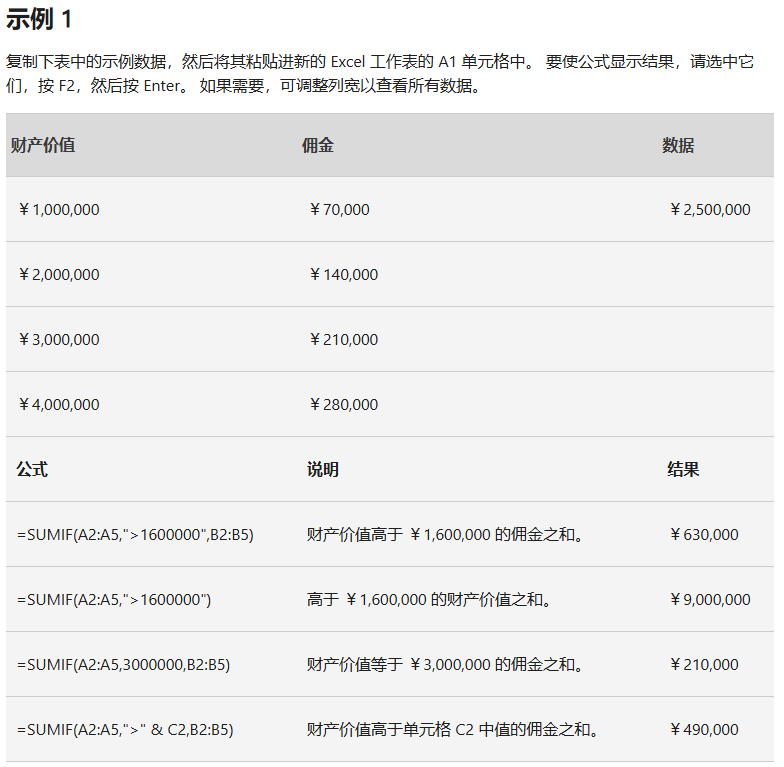 示例 1
复制下表中的示例数据，然后将其粘贴进新的 Excel 工作表的 A1 单元格中。 要使公式显示结果，请选中它
们，按 F2，然后按 Enter。 如果需要，可调整列宽以查看所有数据。
财产价值 佣金 数据
￥1,000,000 ￥70,000 ￥2,500,000
￥2,000,000 ￥140,000
￥3,000,000 ￥210,000
￥4,000,000 ￥280,000
公式 说明 结果
=SUMIF(A2:A5,">1600000",B2:B5) 财产价值高于 ￥1,600,000 的佣金之和。 ￥630,000
=SUMIF(A2:A5,">1600000") 高于 ￥1,600,000 的财产价值之和。 ￥9,000,000
=SUMIF(A2:A5,3000000,B2:B5) 财产价值等于 ￥3,000,000 的佣金之和。 ￥210,000
=SUMIF(A2:A5,">" & C2,B2:B5) 财产价值高于单元格 C2 中值的佣金之和。 ￥490,000